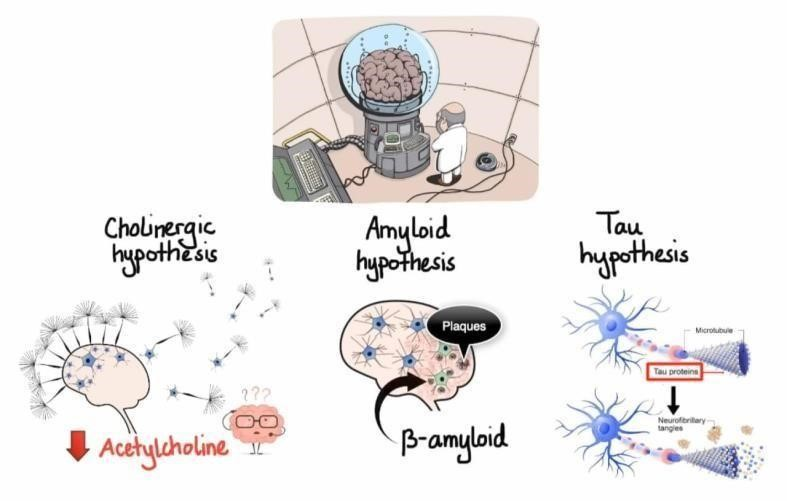 Cholinergic
hypothesis
Amyloid
hypothesis
Tau
hypothesis
???
Acetylcholine
Plaques
β-amyloid
Microtubule
Tau proteins
Neurofibrillary
tangles